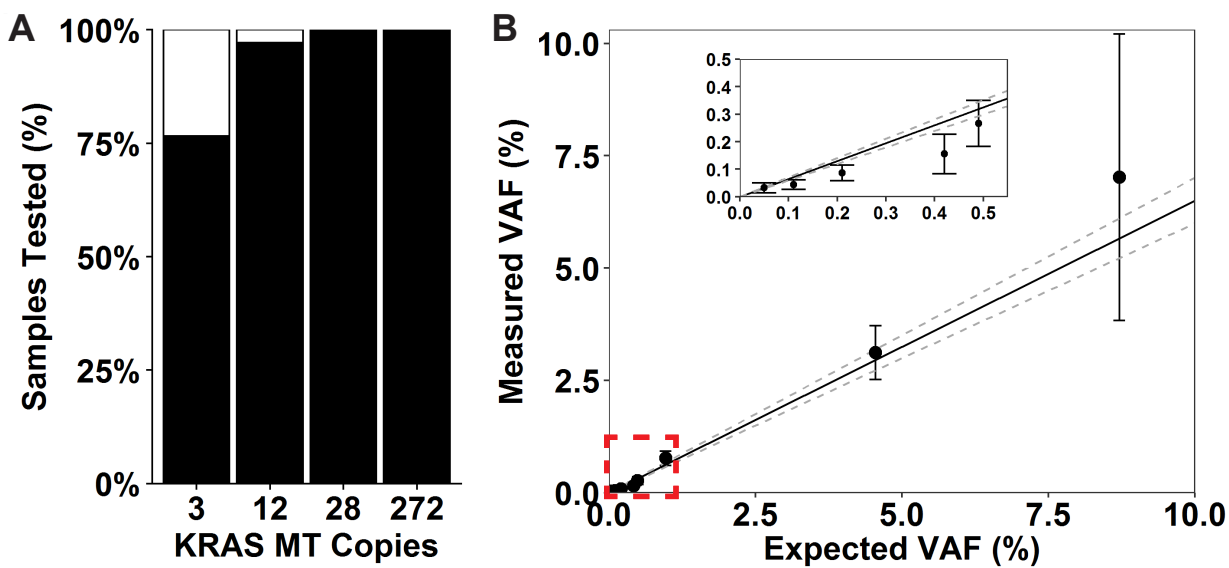 A
100%
75%
50%
25%
0%
Samples Tested (%)
3 12 28 272
KRAS MT Copies
B
10.0
7.5
5.0
2.5
0.0
Measured VAF (%)
0.5
0.4
0.3
0.2
0.1
0.0
0.0 0.1 0.2 0.3 0.4 0.5
0.0 2.5 5.0 7.5 10.0
Expected VAF (%)